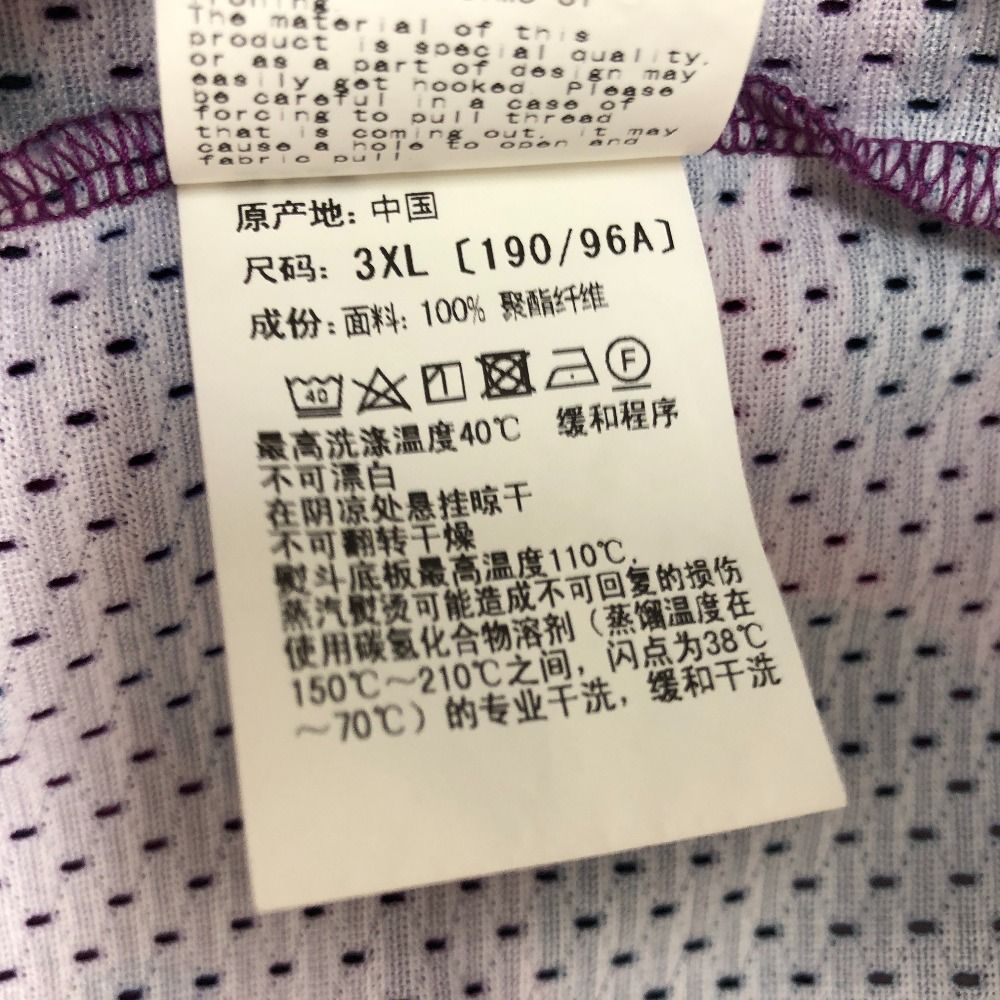 The material of this
product is special quality,
or as a part of design may
easily get hooked. Please
be careful in a case of
forcing to pull thread
that is coming out, it may
cause a hole to open and
fabric pull
原产地: 中国
尺码: 3XL〔190/96A〕
成份: 面料: 100% 聚酯纤维
40 F
最高洗涤温度40℃ 缓和程序
不可漂白
在阴凉处悬挂晾干
不可翻转干燥
熨斗底板最高温度110℃,
蒸汽熨烫可能造成不可回复的损伤
使用碳氢化合物溶剂（蒸馏温度在
150℃～210℃之间, 闪点为38℃
～70℃）的专业干洗, 缓和干洗